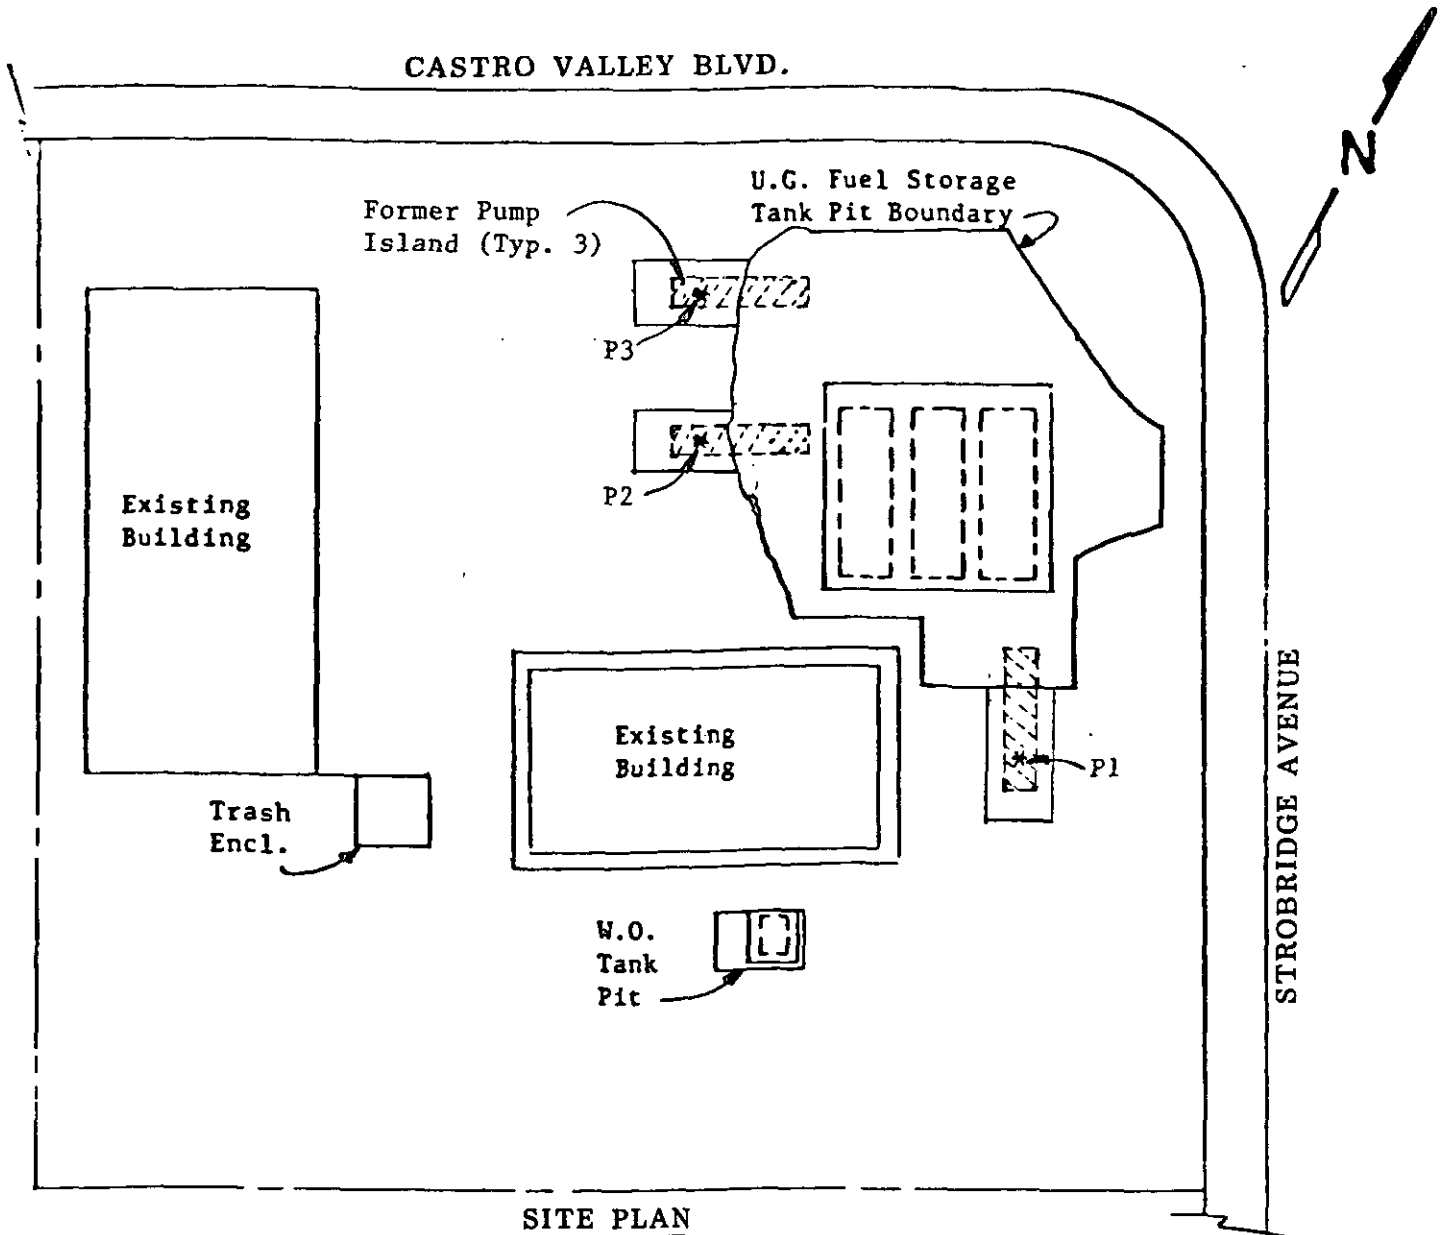 CASTRO VALLEY BLVD.
N
U.G. Fuel Storage
Tank Pit Boundary
Former Pump
Island (Typ. 3)
P3
P2
Existing
Building
Existing
Building
P1
STROBRIDGE AVENUE
Trash
Encl.
W.O.
Tank
Pit
SITE PLAN